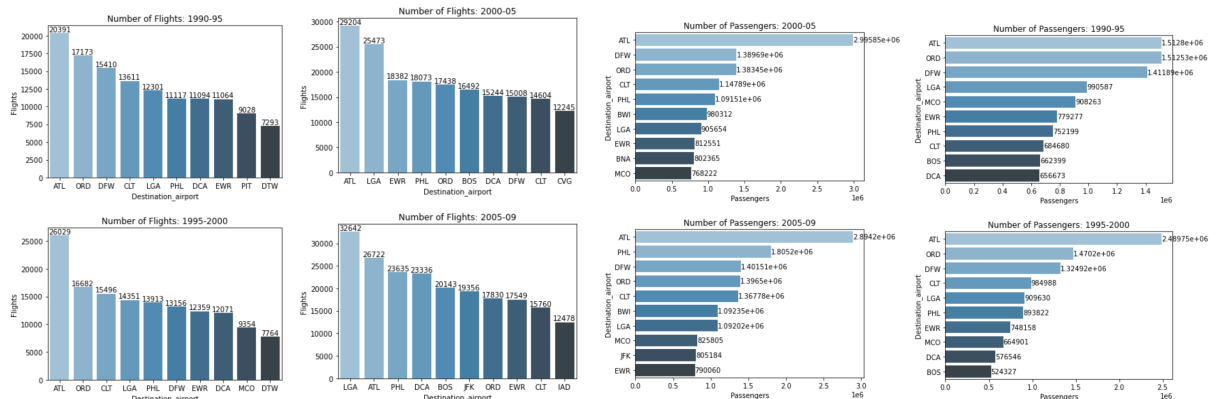 Number of Flights: 1990-95
20391
17173
15410
13611
12301
11117
11094
11064
9028
7293
20000
17500
15000
12500
10000
7500
5000
2500
0
Flights
ATL ORD DFW CLT LGA PHL DCA EWR PIT DTW
Destination_airport
Number of Flights: 2000-05
29204
25473
18382
18073
17438
16492
15244
15008
14604
12245
30000
25000
20000
15000
10000
5000
0
Flights
ATL LGA EWR PHL ORD BOS DCA DFW CLT CVG
Destination_airport
Number of Passengers: 2000-05
ATL 2.99585e+06
DFW 1.38969e+06
ORD 1.38345e+06
CLT 1.14789e+06
PHL 1.09151e+06
BWI 980312
LGA 905654
EWR 812551
BNA 802365
MCO 768222
Destination_airport
0.0 0.5 1.0 1.5 2.0 2.5 3.0
Passengers 1e6
Number of Passengers: 1990-95
ATL 1.5128e+06
ORD 1.51253e+06
DFW 1.41189e+06
LGA 990587
MCO 908263
EWR 779277
PHL 752199
CLT 684680
BOS 662399
DCA 656673
Destination_airport
0.0 0.2 0.4 0.6 0.8 1.0 1.2 1.4
Passengers 1e6
Number of Flights: 1995-2000
26029
16682
15496
14351
13913
13156
12359
12071
9354
7764
25000
20000
15000
10000
5000
0
Flights
ATL ORD CLT LGA PHL DFW EWR DCA MCO DTW
Destination_airport
Number of Flights: 2005-09
32642
26722
23635
23336
20143
19356
17830
17549
15760
12478
30000
25000
20000
15000
10000
5000
0
Flights
LGA ATL PHL DCA BOS JFK ORD EWR CLT IAD
Destination_airport
Number of Passengers: 2005-09
ATL 2.8942e+06
PHL 1.8052e+06
DFW 1.40151e+06
ORD 1.3965e+06
CLT 1.36778e+06
BWI 1.09235e+06
LGA 1.09202e+06
MCO 825805
JFK 805184
EWR 790060
Destination_airport
0.0 0.5 1.0 1.5 2.0 2.5 3.0
Passengers 1e6
Number of Passengers: 1995-2000
ATL 2.48975e+06
ORD 1.4702e+06
DFW 1.32492e+06
CLT 984988
LGA 909630
PHL 893822
EWR 748158
MCO 664901
DCA 576546
BOS 524327
Destination_airport
0.0 0.5 1.0 1.5 2.0 2.5
Passengers 1e6